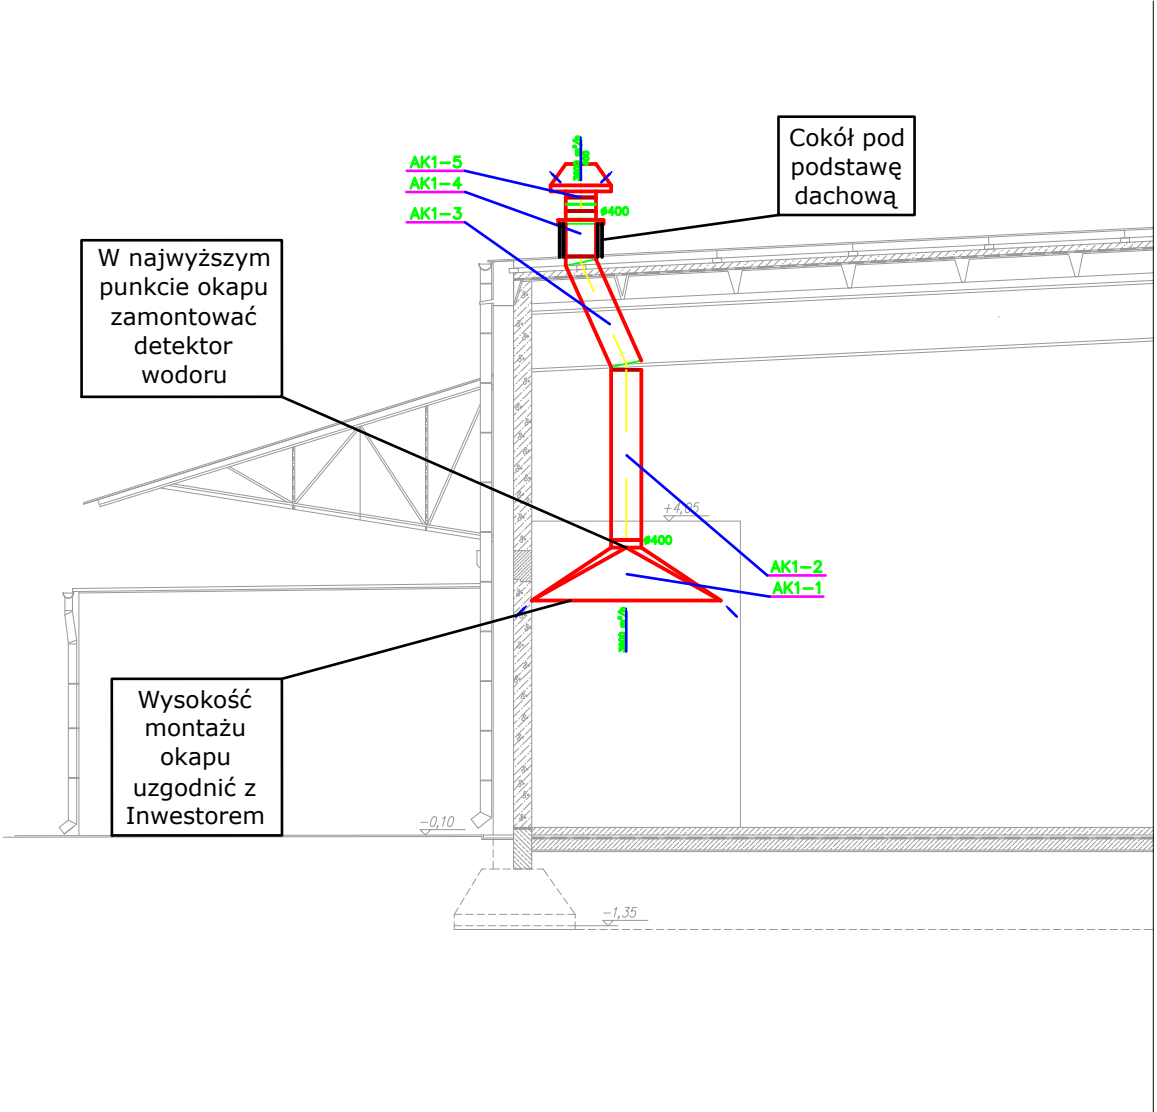 AK1-5
AK1-4
AK1-3
ø400
Cokół pod
podstawę
dachową
W najwyższym
punkcie okapu
zamontować
detektor
wodoru
+4,05
ø400
AK1-2
AK1-1
Wysokość
montażu
okapu
uzgodnić z
Inwestorem
-0,10
-1,35